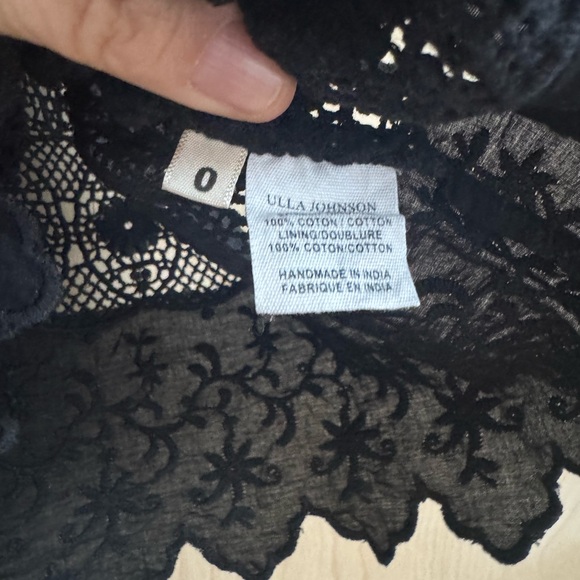 0
ULLA JOHNSON
100% COTON / COTTON
LINING/DOUBLURE
100% COTON/COTTON
HANDMADE IN INDIA
FABRIQUE EN INDIA